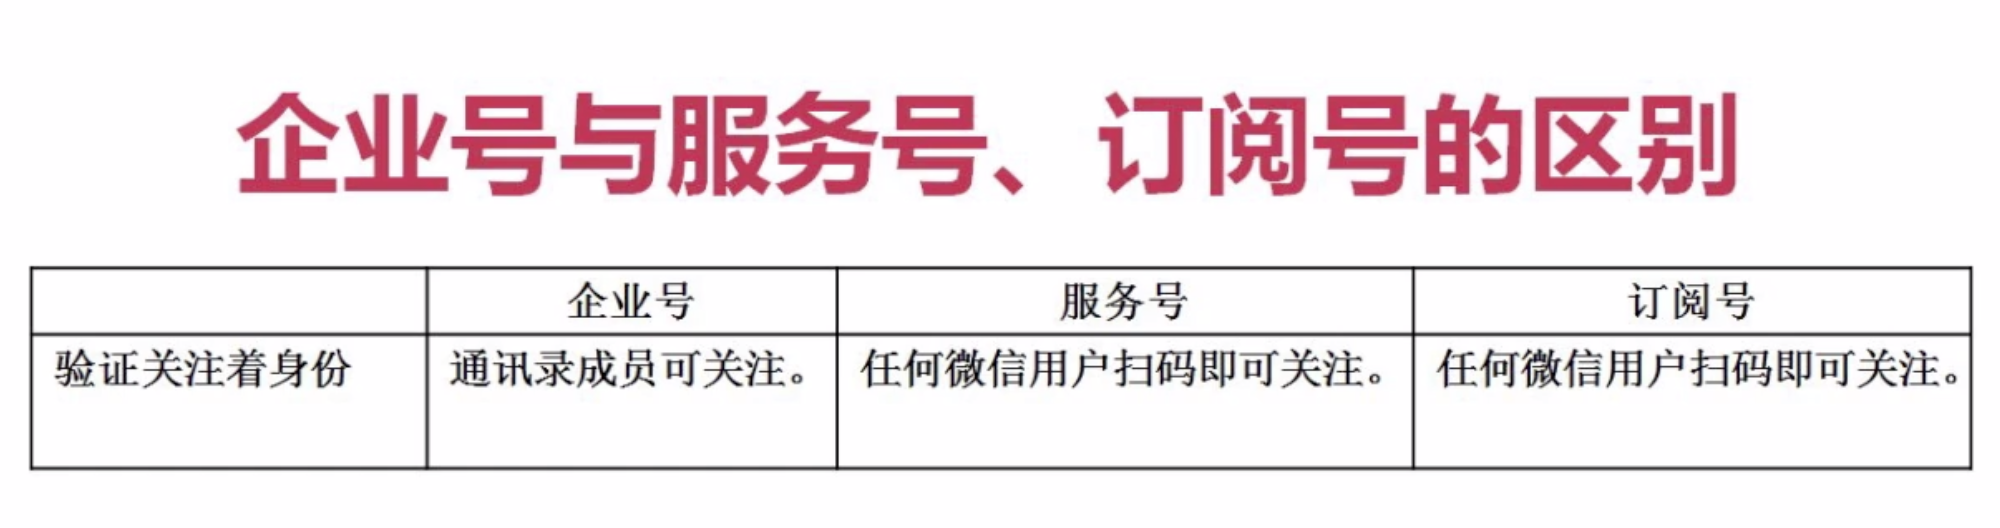 企业号与服务号、订阅号的区别
企业号 服务号 订阅号
验证关注着身份 通讯录成员可关注。 任何微信用户扫码即可关注。 任何微信用户扫码即可关注。